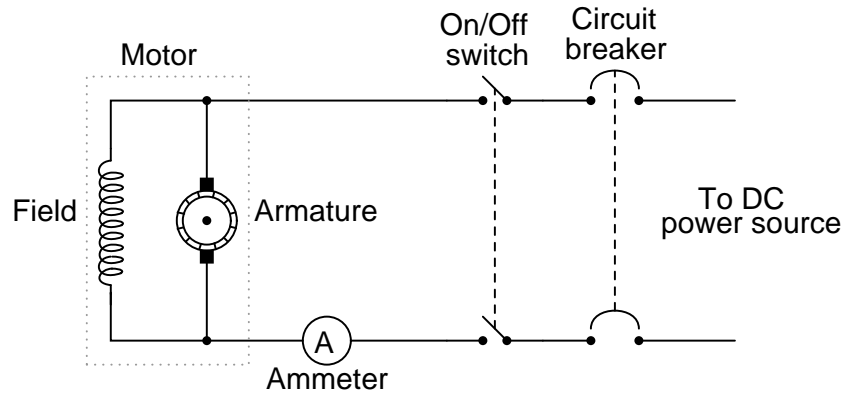 On/Off
switch
Circuit
breaker
Motor
Field
Armature
To DC
power source
A
Ammeter